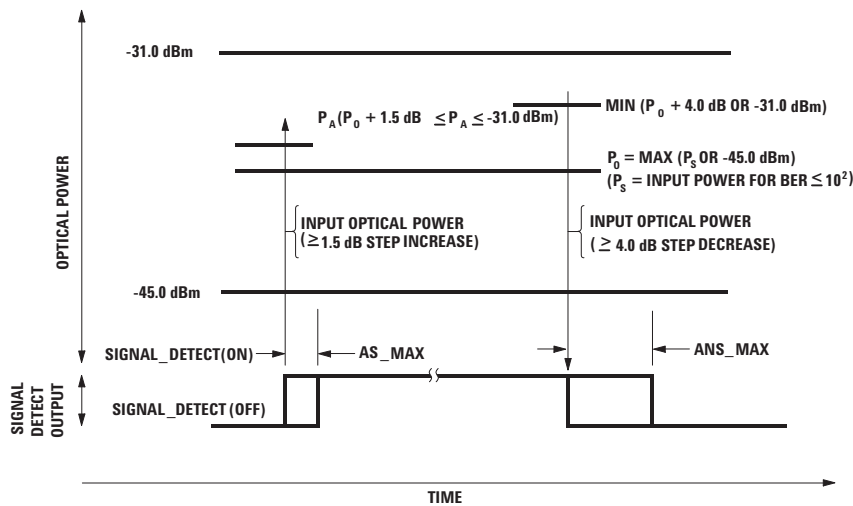 -31.0 dBm
MIN (P0 + 4.0 dB OR -31.0 dBm)
PA(P0 + 1.5 dB ≤ PA ≤ -31.0 dBm)
P0 = MAX (PS OR -45.0 dBm)
(PS = INPUT POWER FOR BER ≤ 10²)
INPUT OPTICAL POWER
(≥ 1.5 dB STEP INCREASE)
INPUT OPTICAL POWER
(≥ 4.0 dB STEP DECREASE)
OPTICAL POWER
-45.0 dBm
SIGNAL_DETECT(ON)
AS_MAX
ANS_MAX
SIGNAL
DETECT
OUTPUT
SIGNAL_DETECT (OFF)
TIME